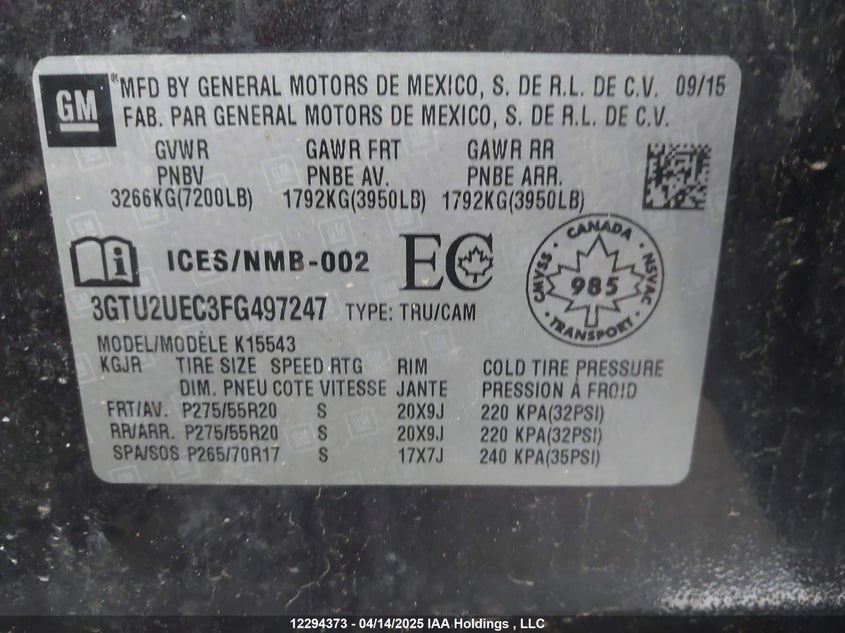 GM
*MFD BY GENERAL MOTORS DE MEXICO, S. DE R.L. DE C.V. 09/15
FAB. PAR GENERAL MOTORS DE MEXICO, S. DE R.L. DE C.V.
GVWR GAWR FRT GAWR RR
PNBV PNBE AV. PNBE ARR.
3266KG(7200LB) 1792KG(3950LB) 1792KG(3950LB)
i ICES/NMB-002 EC
CANADA
CMVSS 985 NSVAC
TRANSPORT
3GTU2UEC3FG497247 TYPE: TRU/CAM
MODEL/MODÈLE K15543
KGJR TIRE SIZE SPEED RTG RIM COLD TIRE PRESSURE
DIM. PNEU COTE VITESSE JANTE PRESSION À FROID
FRT/AV. P275/55R20 S 20X9J 220 KPA(32PSI)
RR/ARR. P275/55R20 S 20X9J 220 KPA(32PSI)
SPA/SOS P265/70R17 S 17X7J 240 KPA(35PSI)
12294373 - 04/14/2025 IAA Holdings , LLC